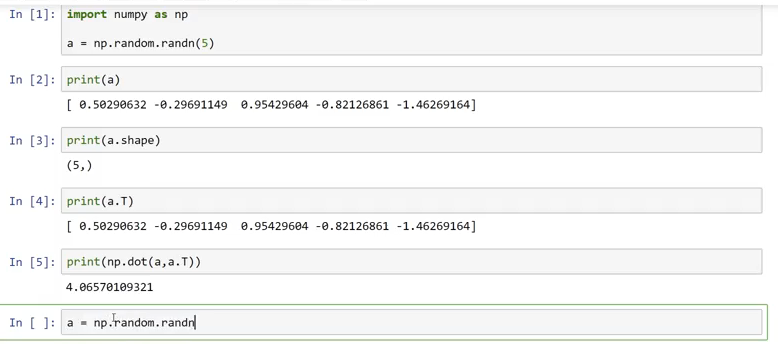 In [1]: import numpy as np
a = np.random.randn(5)
In [2]: print(a)
[ 0.50290632 -0.29691149  0.95429604 -0.82126861 -1.46269164]
In [3]: print(a.shape)
(5,)
In [4]: print(a.T)
[ 0.50290632 -0.29691149  0.95429604 -0.82126861 -1.46269164]
In [5]: print(np.dot(a,a.T))
4.06570109321
In [ ]: a = np.random.randn